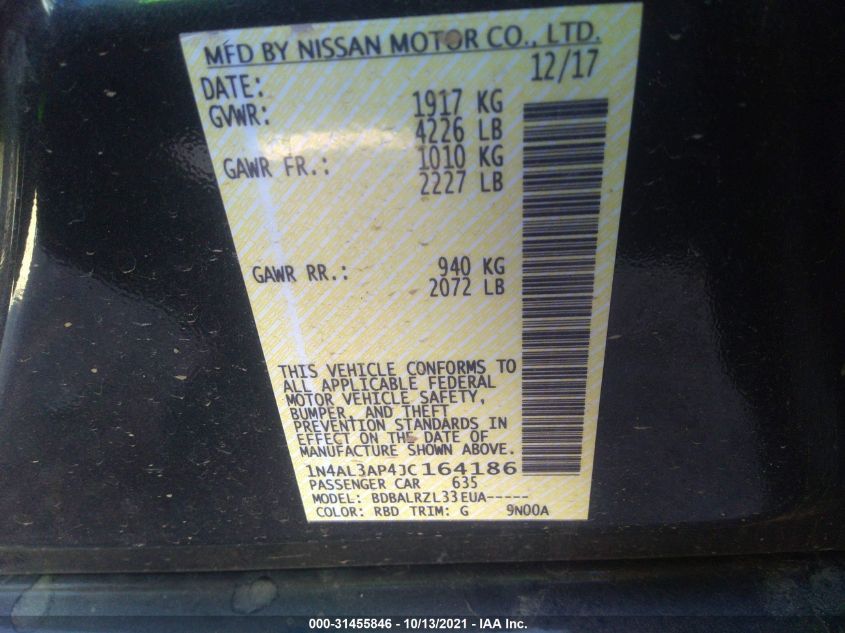 MFD BY NISSAN MOTOR CO., LTD.
DATE: 12/17
GVWR: 1917 KG
4226 LB
GAWR FR.: 1010 KG
2227 LB
GAWR RR.: 940 KG
2072 LB
THIS VEHICLE CONFORMS TO
ALL APPLICABLE FEDERAL
MOTOR VEHICLE SAFETY,
BUMPER, AND THEFT
PREVENTION STANDARDS IN
EFFECT ON THE DATE OF
MANUFACTURE SHOWN ABOVE.
1N4AL3AP4JC164186
PASSENGER CAR 635
MODEL: BDBALRZL33EUA-----
COLOR: RBD TRIM: G 9N00A
000-31455846 - 10/13/2021 - IAA Inc.